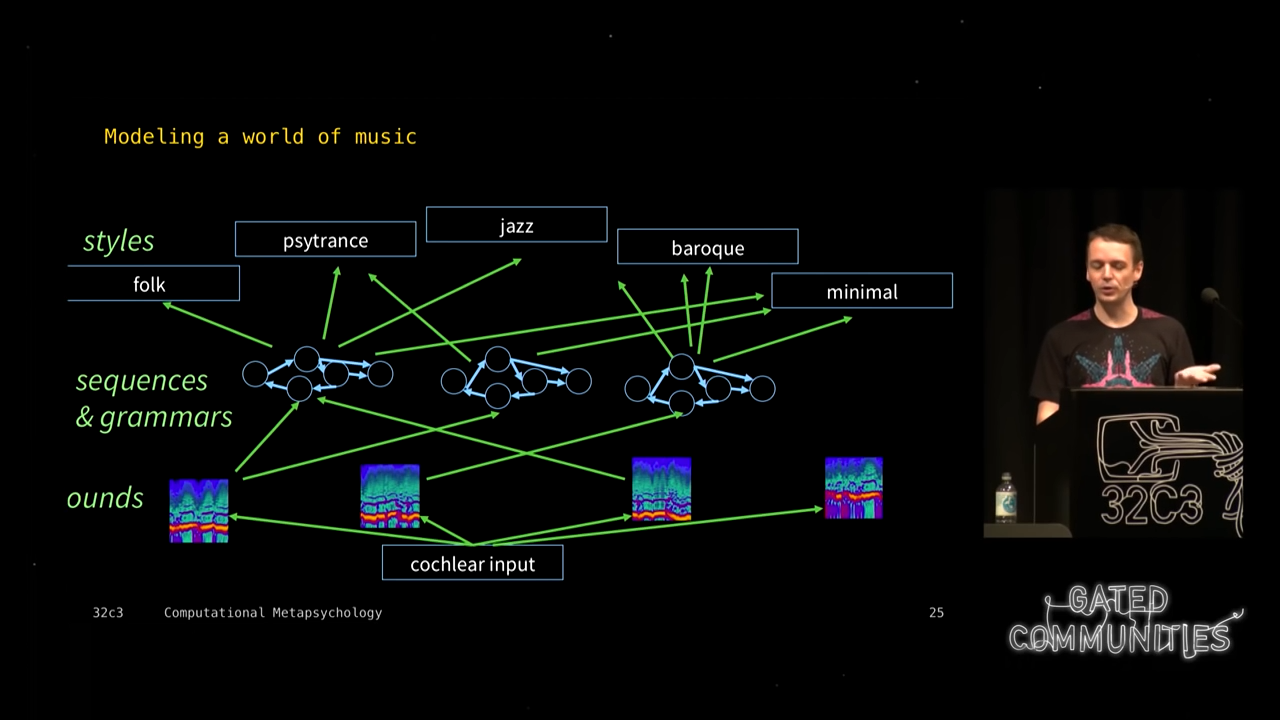 Modeling a world of music
styles
psytrance
jazz
baroque
folk
minimal
sequences
& grammars
ounds
cochlear input
32c3
Computational Metapsychology
25
32C3
GATED
COMMUNITIES